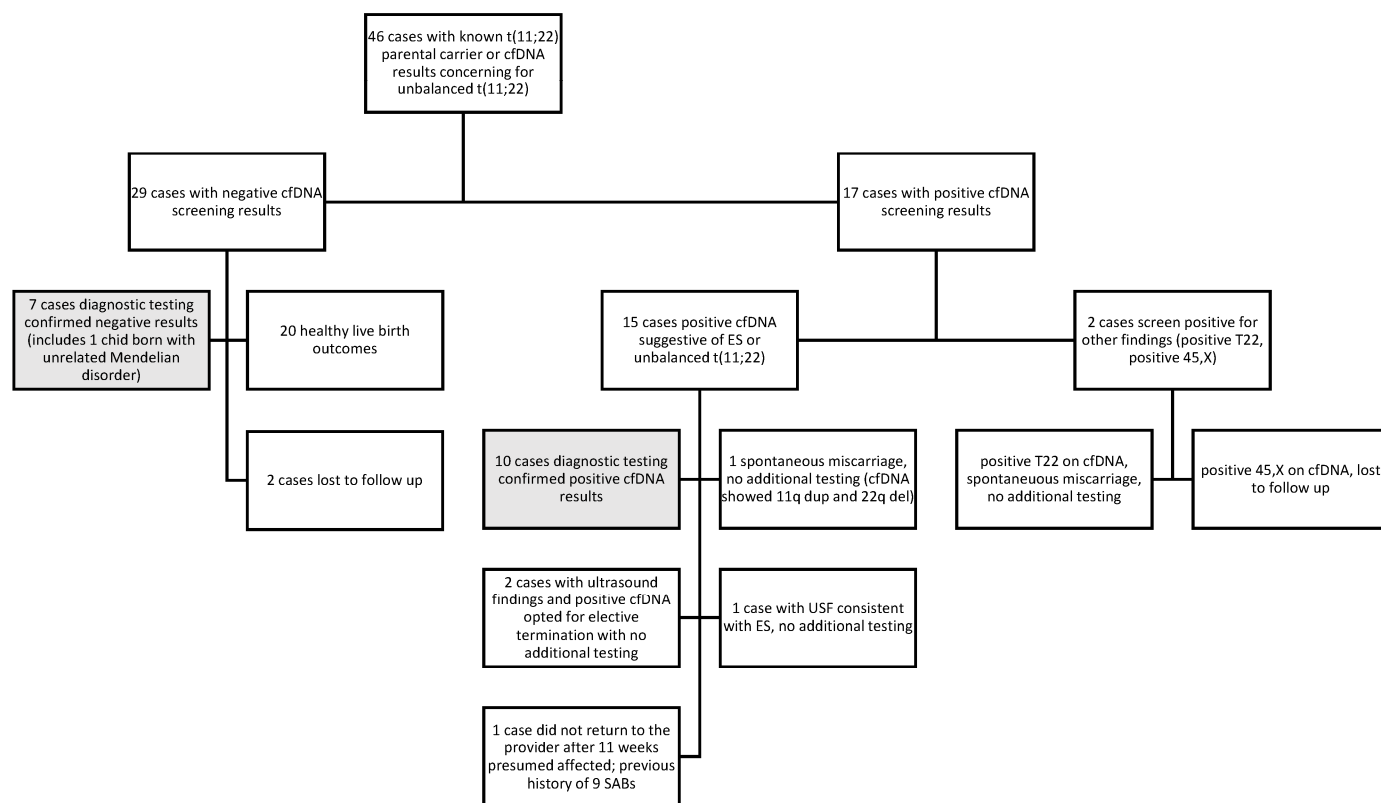 46 cases with known t(11;22)
parental carrier or cfDNA
results concerning for
unbalanced t(11;22)
29 cases with negative cfDNA
screening results
17 cases with positive cfDNA
screening results
7 cases diagnostic testing
confirmed negative results
(includes 1 chid born with
unrelated Mendelian
disorder)
20 healthy live birth
outcomes
15 cases positive cfDNA
suggestive of ES or
unbalanced t(11;22)
2 cases screen positive for
other findings (positive T22,
positive 45,X)
2 cases lost to follow up
10 cases diagnostic testing
confirmed positive cfDNA
results
1 spontaneous miscarriage,
no additional testing (cfDNA
showed 11q dup and 22q del)
positive T22 on cfDNA,
spontaneuous miscarriage,
no additional testing
positive 45,X on cfDNA, lost
to follow up
2 cases with ultrasound
findings and positive cfDNA
opted for elective
termination with no
additional testing
1 case with USF consistent
with ES, no additional testing
1 case did not return to the
provider after 11 weeks
presumed affected; previous
history of 9 SABs